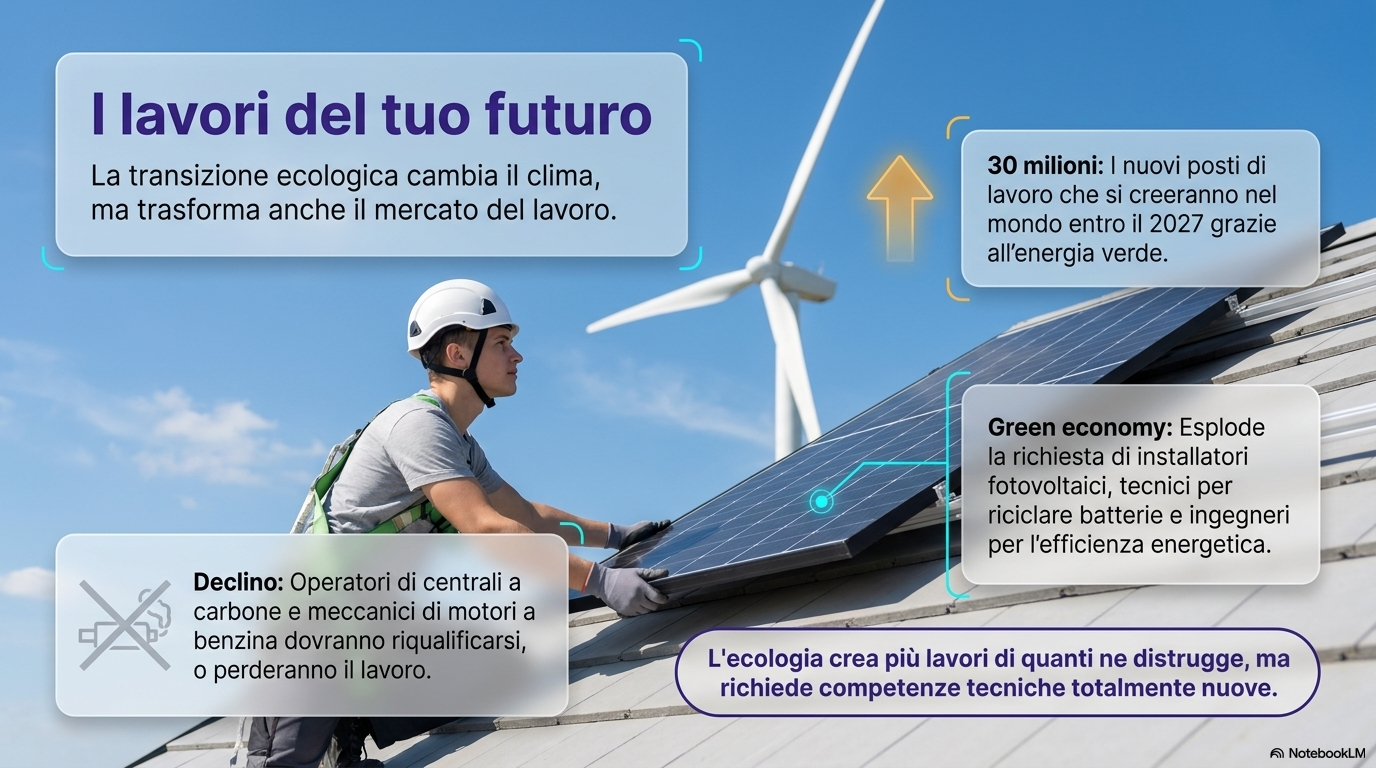 I lavori del tuo futuro
La transizione ecologica cambia il clima,
ma trasforma anche il mercato del lavoro.
30 milioni: I nuovi posti di
lavoro che si creeranno nel
mondo entro il 2027 grazie
all'energia verde.
Green economy: Esplode
la richiesta di installatori
fotovoltaici, tecnici per
riciclare batterie e ingegneri
per l'efficienza energetica.
Declino: Operatori di centrali a
carbone e meccanici di motori a
benzina dovranno riqualificarsi,
o perderanno il lavoro.
L'ecologia crea più lavori di quanti ne distrugge, ma
richiede competenze tecniche totalmente nuove.
NotebookLM